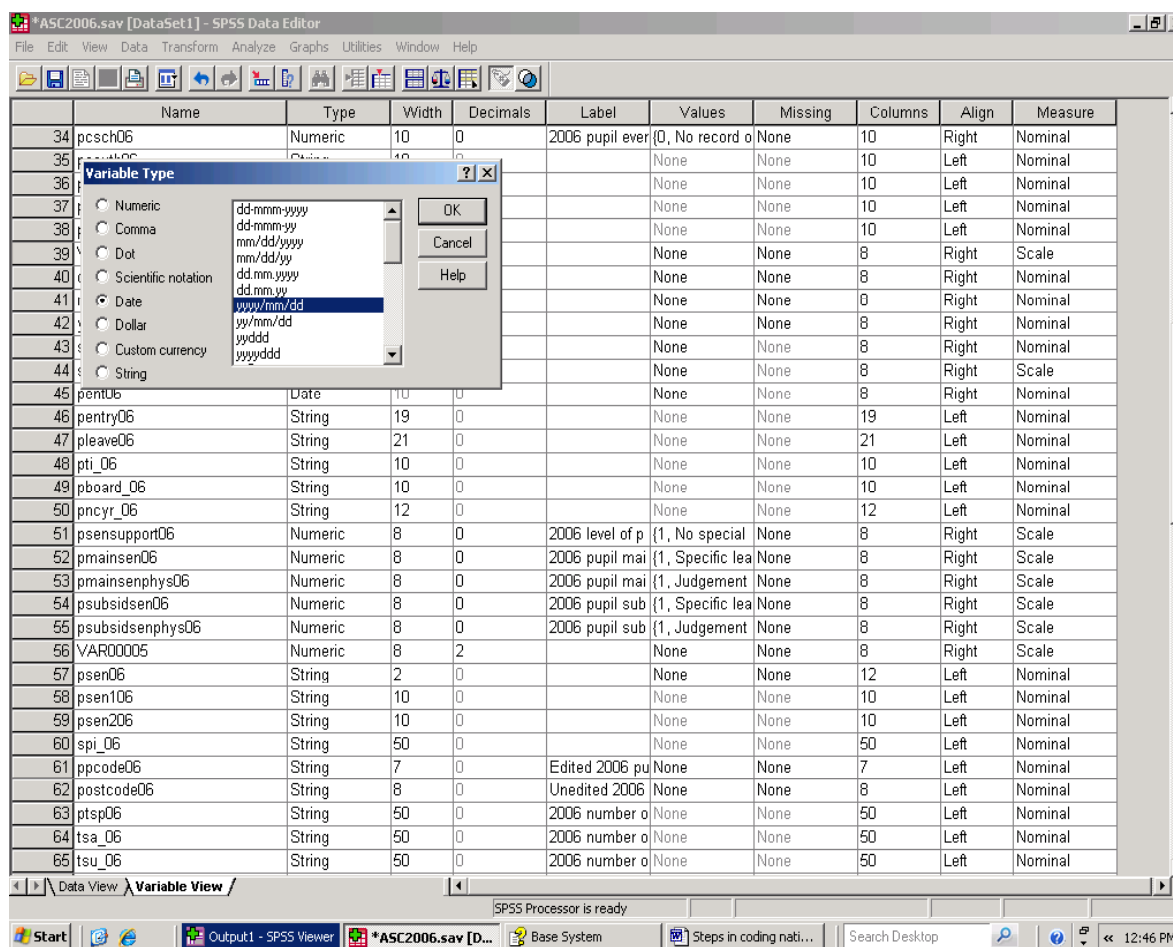 *ASC2006.sav [DataSet1] - SPSS Data Editor
File Edit View Data Transform Analyze Graphs Utilities Window Help
Name Type Width Decimals Label Values Missing Columns Align Measure
34 pcsch06 Numeric 10 0 2006 pupil ever {0, No record o None 10 Right Nominal
35 None None 10 Left Nominal
36 None None 10 Left Nominal
37 None None 10 Left Nominal
38 None None 10 Left Nominal
39 None None 8 Right Scale
40 None None 8 Right Nominal
41 None None 0 Right Nominal
42 None None 8 Right Nominal
43 None None 8 Right Nominal
44 None None 8 Right Scale
Variable Type
Numeric
Comma
Dot
Scientific notation
Date
Dollar
Custom currency
String
dd-mmm-yyyy
dd-mmm-yy
mm/dd/yyyy
mm/dd/yy
dd.mm.yyyy
dd.mm.yy
yyyy/mm/dd
yy/mm/dd
yyddd
yyyyddd
OK
Cancel
Help
45 pent06 Date 10 0 None None 8 Right Nominal
46 pentry06 String 19 0 None None 19 Left Nominal
47 pleave06 String 21 0 None None 21 Left Nominal
48 pti_06 String 10 0 None None 10 Left Nominal
49 pboard_06 String 10 0 None None 10 Left Nominal
50 pncyr_06 String 12 0 None None 12 Left Nominal
51 psensupport06 Numeric 8 0 2006 level of p {1, No special None 8 Right Scale
52 pmainsen06 Numeric 8 0 2006 pupil mai {1, Specific lea None 8 Right Scale
53 pmainsenphys06 Numeric 8 0 2006 pupil mai {1, Judgement None 8 Right Scale
54 psubsidsen06 Numeric 8 0 2006 pupil sub {1, Specific lea None 8 Right Scale
55 psubsidsenphys06 Numeric 8 0 2006 pupil sub {1, Judgement None 8 Right Scale
56 VAR00005 Numeric 8 2 None None 8 Right Scale
57 psen06 String 2 0 None None 12 Left Nominal
58 psen106 String 10 0 None None 10 Left Nominal
59 psen206 String 10 0 None None 10 Left Nominal
60 spi_06 String 50 0 None None 50 Left Nominal
61 ppcode06 String 7 0 Edited 2006 pu None None 7 Left Nominal
62 postcode06 String 8 0 Unedited 2006 None None 8 Left Nominal
63 ptsp06 String 50 0 2006 number o None None 50 Left Nominal
64 tsa_06 String 50 0 2006 number o None None 50 Left Nominal
65 tsu_06 String 50 0 2006 number o None None 50 Left Nominal
Data View Variable View
SPSS Processor is ready
Start Output1 - SPSS Viewer *ASC2006.sav [D... Base System Steps in coding nati... Search Desktop « 12:46 PM